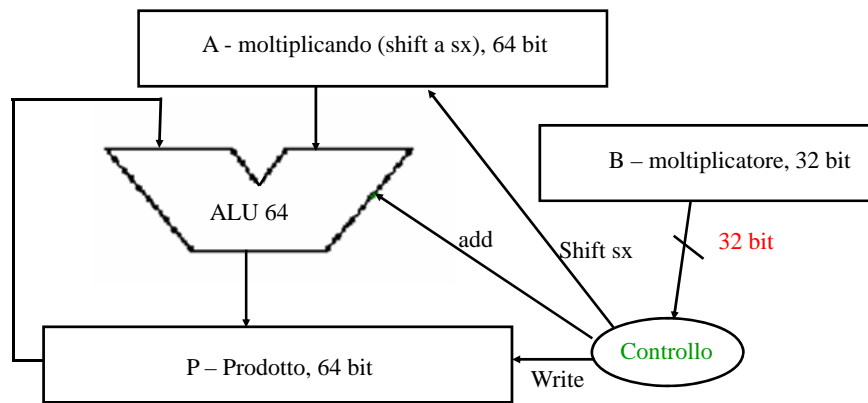 A - moltiplicando (shift a sx), 64 bit
B – moltiplicatore, 32 bit
ALU 64
add
Shift sx
32 bit
Controllo
P – Prodotto, 64 bit
Write